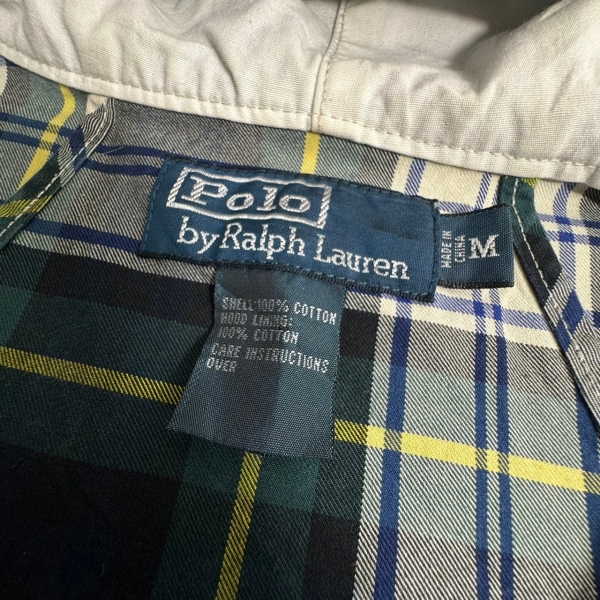 Polo
by Ralph Lauren
MADE IN
CHINA
M
SHELL:100% COTTON
HOOD LINING:
100% COTTON
CARE INSTRUCTIONS
OVER